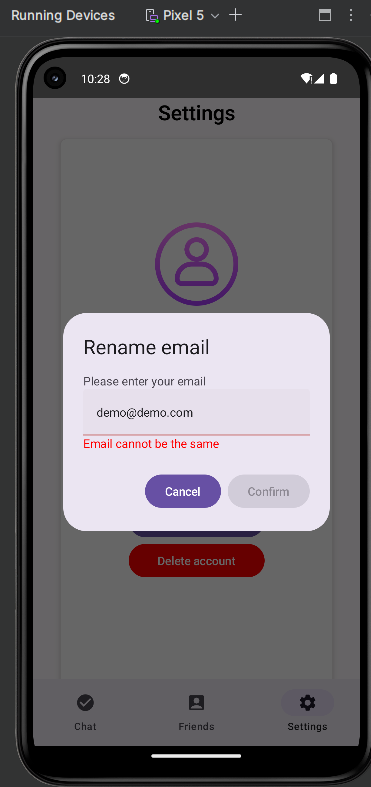 Running Devices
Pixel 5
10:28
Settings
Rename email
Please enter your email
demo@demo.com
Email cannot be the same
Cancel
Confirm
Delete account
Chat
Friends
Settings